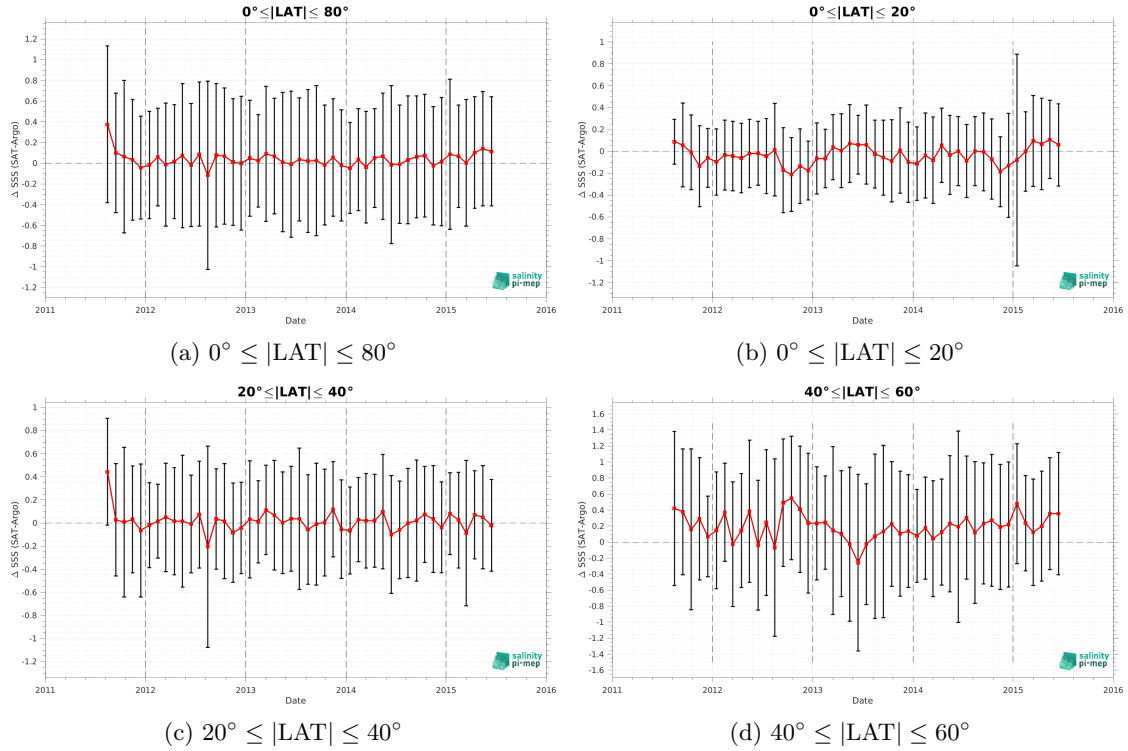 0°≤|LAT|≤ 80°
1.2
1
0.8
0.6
0.4
0.2
0
-0.2
-0.4
-0.6
-0.8
-1
-1.2
Δ SSS (SAT-Argo)
2011 2012 2013 2014 2015 2016
Date
salinity
pi-mep
(a) 0° ≤ |LAT| ≤ 80°
0°≤|LAT|≤ 20°
1
0.8
0.6
0.4
0.2
0
-0.2
-0.4
-0.6
-0.8
-1
-1.2
Δ SSS (SAT-Argo)
2011 2012 2013 2014 2015 2016
Date
salinity
pi-mep
(b) 0° ≤ |LAT| ≤ 20°
20°≤|LAT|≤ 40°
1
0.8
0.6
0.4
0.2
0
-0.2
-0.4
-0.6
-0.8
-1
-1.2
Δ SSS (SAT-Argo)
2011 2012 2013 2014 2015 2016
Date
salinity
pi-mep
(c) 20° ≤ |LAT| ≤ 40°
40°≤|LAT|≤ 60°
1.6
1.4
1.2
1
0.8
0.6
0.4
0.2
0
-0.2
-0.4
-0.6
-0.8
-1
-1.2
-1.4
-1.6
Δ SSS (SAT-Argo)
2011 2012 2013 2014 2015 2016
Date
salinity
pi-mep
(d) 40° ≤ |LAT| ≤ 60°